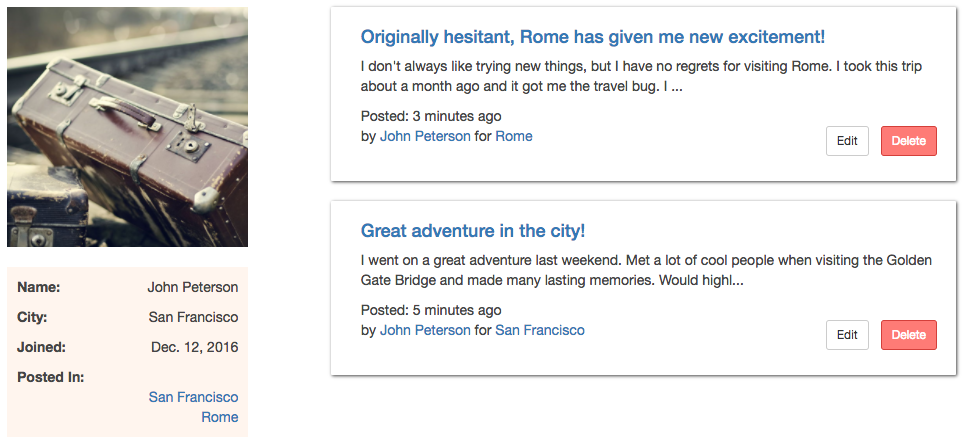 Name: John Peterson
City: San Francisco
Joined: Dec. 12, 2016
Posted In:
San Francisco
Rome
Originally hesitant, Rome has given me new excitement!
I don't always like trying new things, but I have no regrets for visiting Rome. I took this trip
about a month ago and it got me the travel bug. I ...
Posted: 3 minutes ago
by John Peterson for Rome
Edit Delete
Great adventure in the city!
I went on a great adventure last weekend. Met a lot of cool people when visiting the Golden
Gate Bridge and made many lasting memories. Would highl...
Posted: 5 minutes ago
by John Peterson for San Francisco
Edit Delete